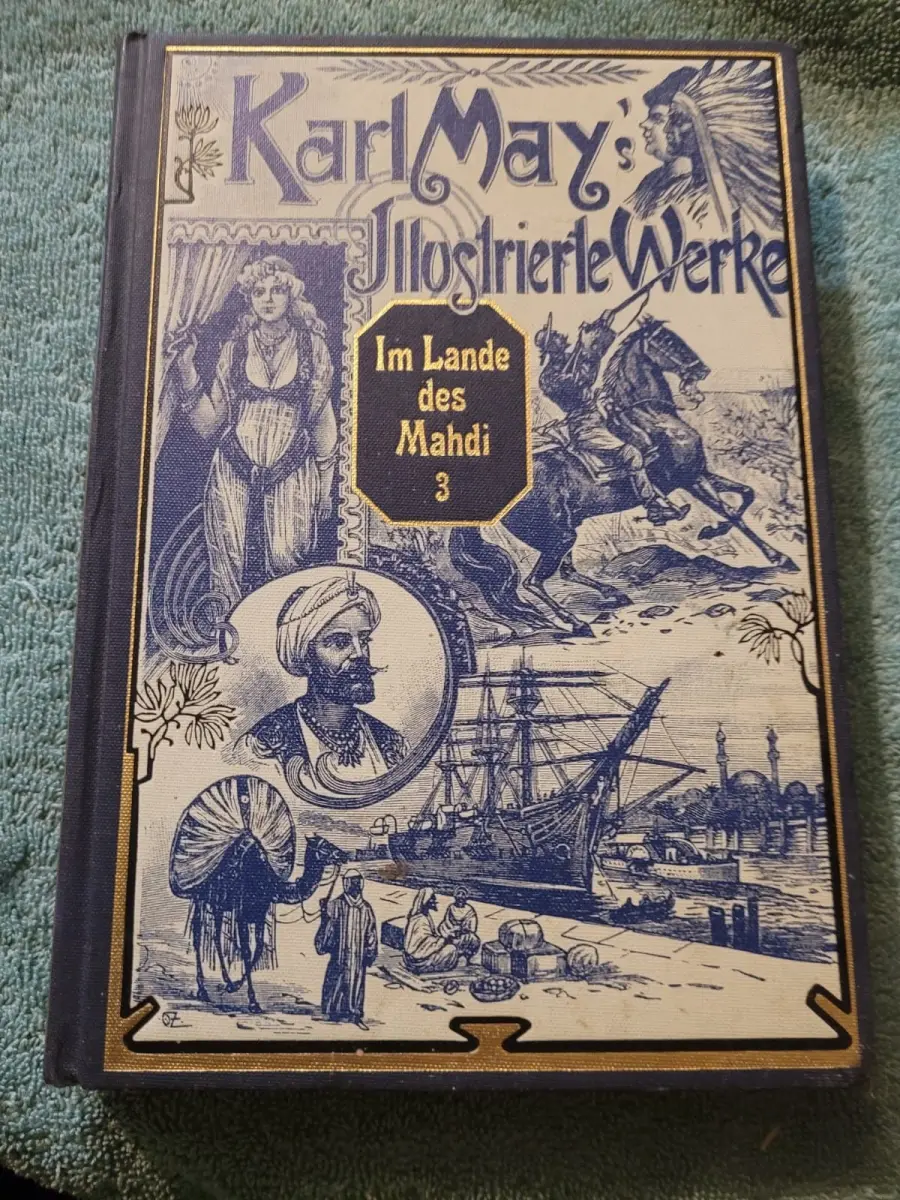 Karl May's
Illustrierte Werke
Im Lande
des
Mahdi
3